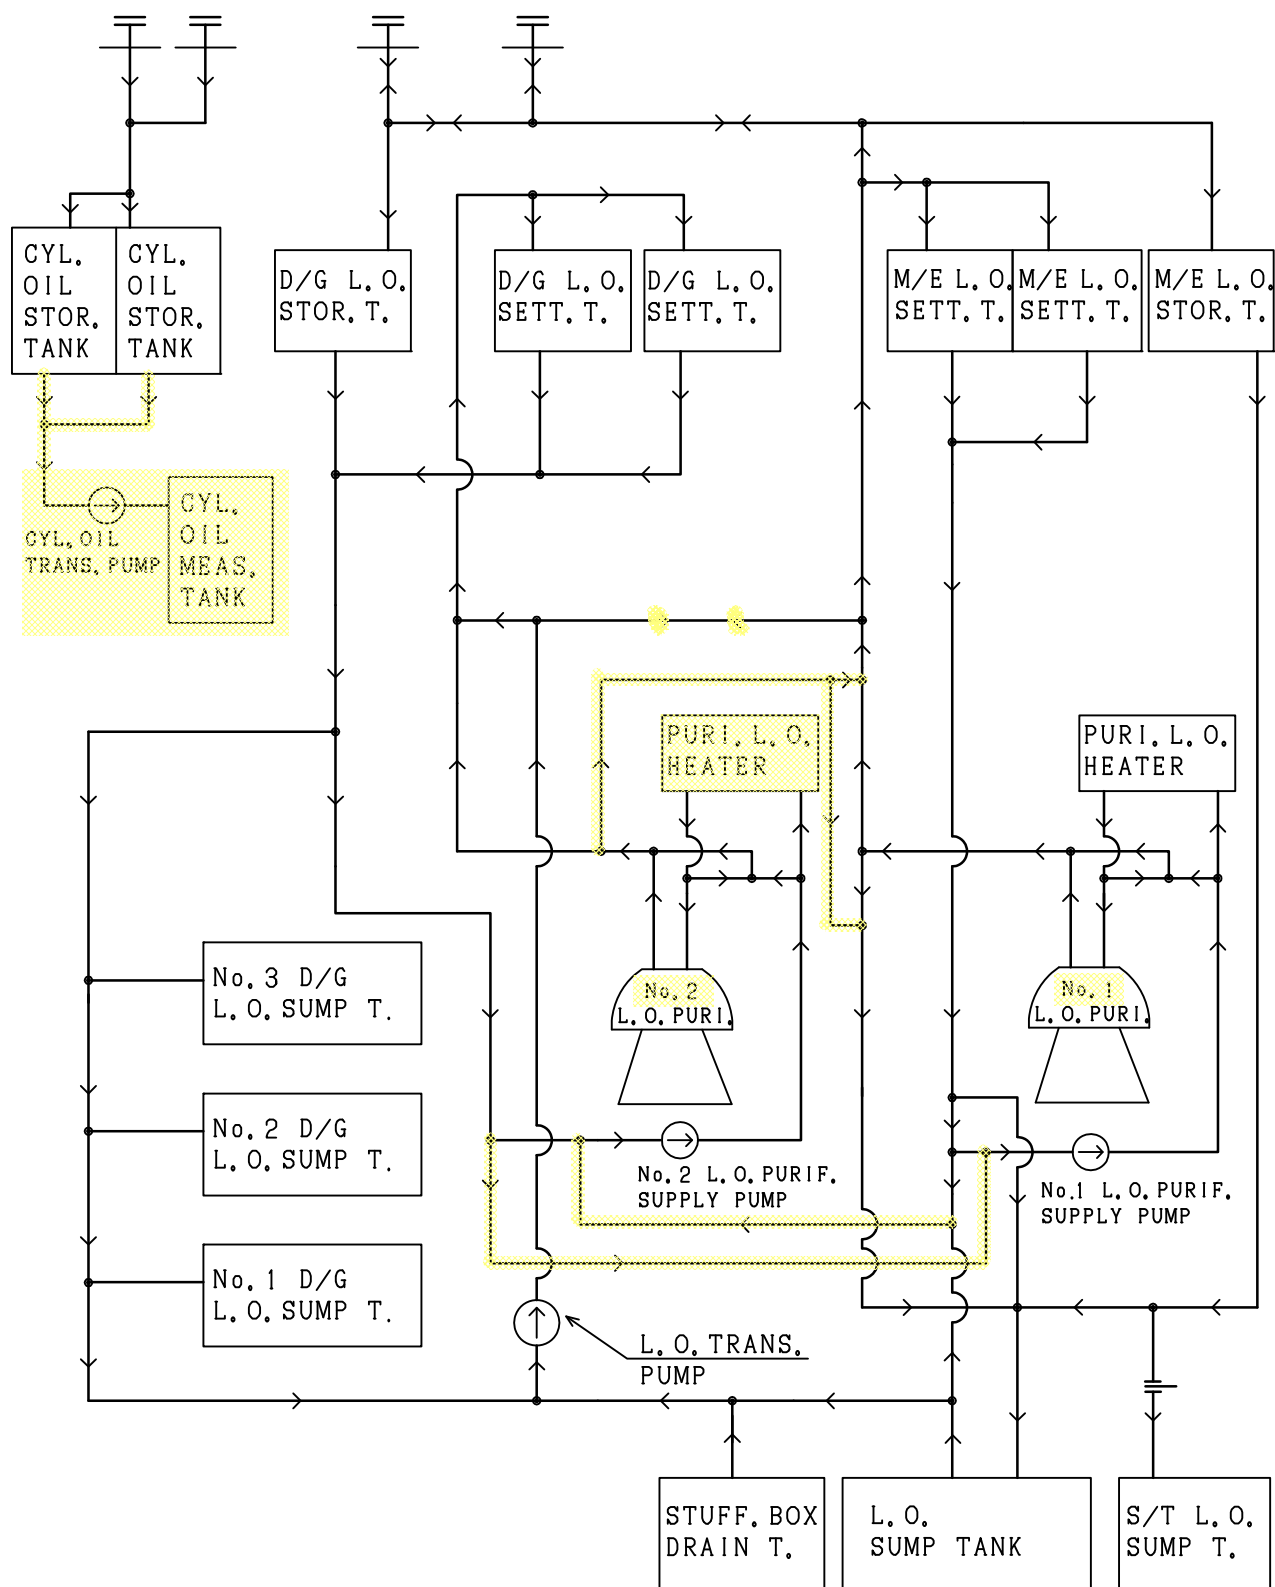 CYL.
OIL
STOR.
TANK
CYL.
OIL
STOR.
TANK
D/G L.O.
STOR.T.
D/G L.O.
SETT.T.
D/G L.O.
SETT.T.
M/E L.O.
SETT.T.
M/E L.O.
SETT.T.
M/E L.O.
STOR.T.
CYL.OIL
TRANS.PUMP
CYL.
OIL
MEAS.
TANK
PURI.L.O.
HEATER
PURI.L.O.
HEATER
No.3 D/G
L.O.SUMP T.
No.2
L.O.PURI.
No.1
L.O.PURI.
No.2 D/G
L.O.SUMP T.
No.2 L.O.PURIF.
SUPPLY PUMP
No.1 L.O.PURIF.
SUPPLY PUMP
No.1 D/G
L.O.SUMP T.
L.O.TRANS.
PUMP
STUFF.BOX
DRAIN T.
L.O.
SUMP TANK
S/T L.O.
SUMP T.